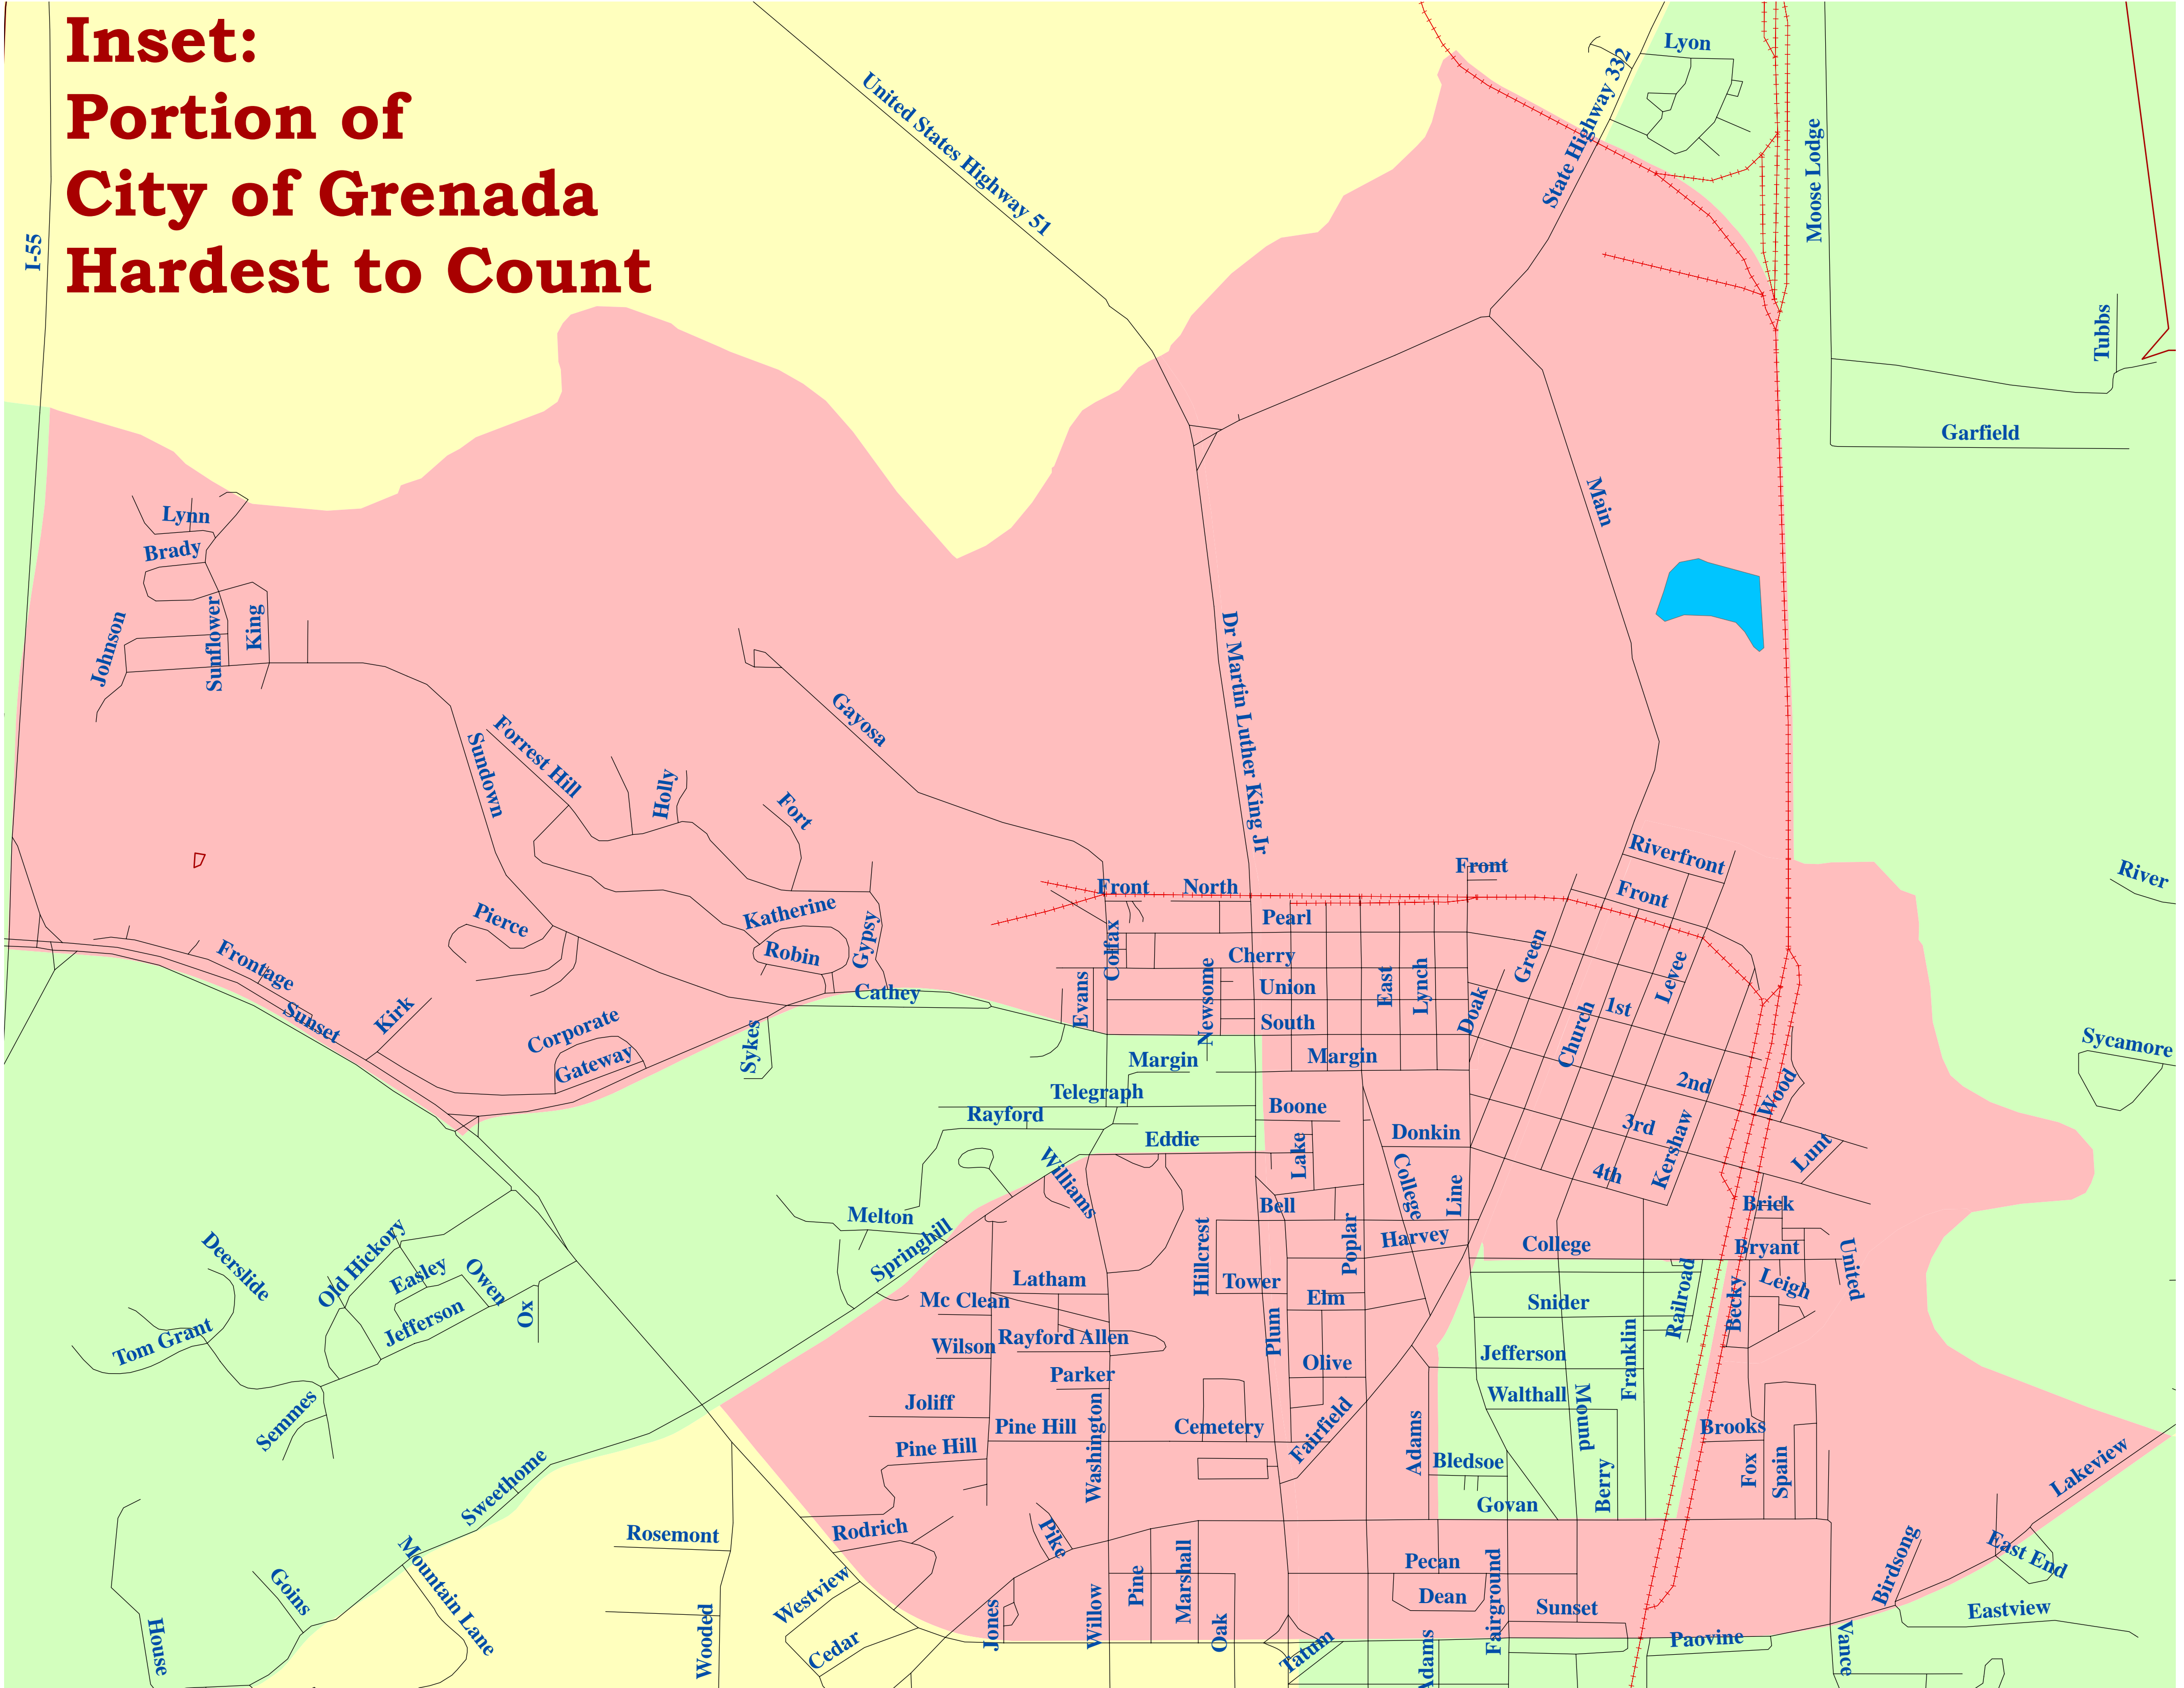 Inset:
Portion of
City of Grenada
Hardest to Count
Lyon
State Highway 332
United States Highway 51
Moose Lodge
I-55
Tubbs
Garfield
Main
Lynn
Brady
Johnson
Sunflower
King
Dr Martin Luther King Jr
Gayosa
Forrest Hill
Sundown
Holly
Fort
Riverfront
Front
Front
North
Front
River
Pearl
Pierce
Katherine
Robin
Gypsy
Colfax
Cherry
Green
Levee
Frontage
Sunset
Kirk
Cathey
Evans
Newsome
Union
East
Lynch
Doak
1st
Church
South
Corporate
Gateway
Sykes
Margin
Margin
Sycamore
2nd
Wood
Telegraph
Rayford
Boone
Eddie
Lake
Donkin
3rd
Kershaw
Lunt
Williams
College
Line
4th
Melton
Springhill
Bell
Brick
Hillcrest
Poplar
Harvey
College
Bryant
United
Deerslide
Old Hickory
Easley
Owen
Ox
Jefferson
Tom Grant
Latham
Tower
Mc Clean
Elm
Snider
Railroad
Becky
Leigh
Wilson
Rayford Allen
Plum
Olive
Jefferson
Franklin
Parker
Walthall
Mound
Joliff
Semmes
Pine Hill
Washington
Cemetery
Fairfield
Adams
Brooks
Pine Hill
Bledsoe
Berry
Fox
Spain
Lakeview
Sweethome
Govan
Rosemont
Rodrich
Pike
Mountain Lane
Pecan
Fairground
East End
Birdsong
Goins
Westview
Pine
Marshall
Dean
Sunset
Eastview
House
Wooded
Cedar
Jones
Willow
Oak
Tatum
Adams
Paovine
Vance